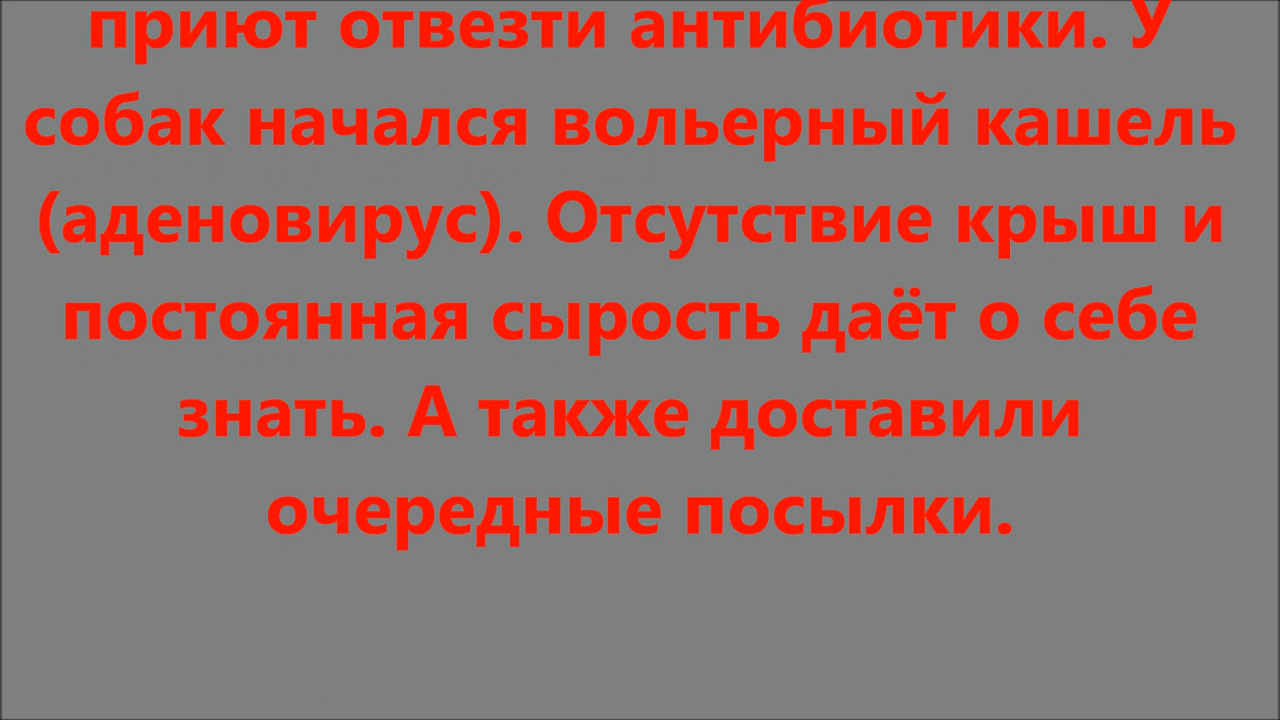 приют отвезти антибиотики. У
собак начался вольерный кашель
(аденовирус). Отсутствие крыш и
постоянная сырость даёт о себе
знать. А также доставили
очередные посылки.